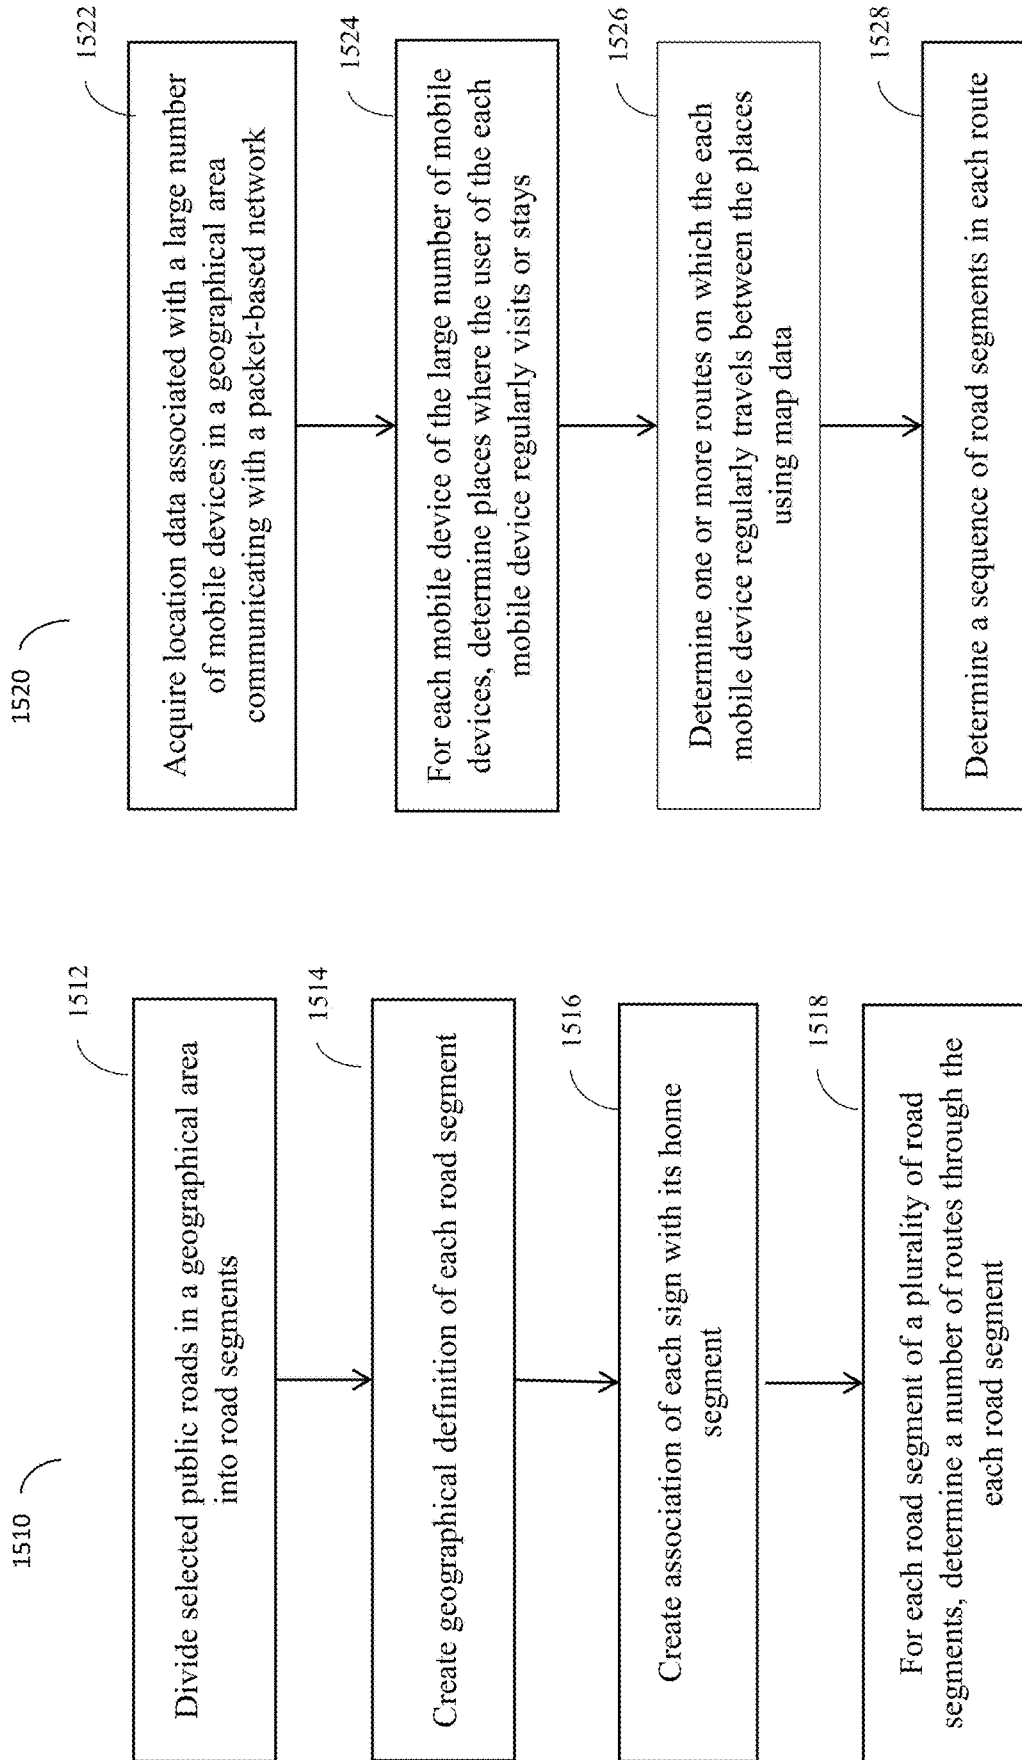 1510
1512
Divide selected public roads in a geographical area
into road segments
1514
Create geographical definition of each road segment
1516
Create association of each sign with its home
segment
1518
For each road segment of a plurality of road
segments, determine a number of routes through the
each road segment
1520
1522
Acquire location data associated with a large number
of mobile devices in a geographical area
communicating with a packet-based network
1524
For each mobile device of the large number of mobile
devices, determine places where the user of the each
mobile device regularly visits or stays
1526
Determine one or more routes on which the each
mobile device regularly travels between the places
using map data
1528
Determine a sequence of road segments in each route